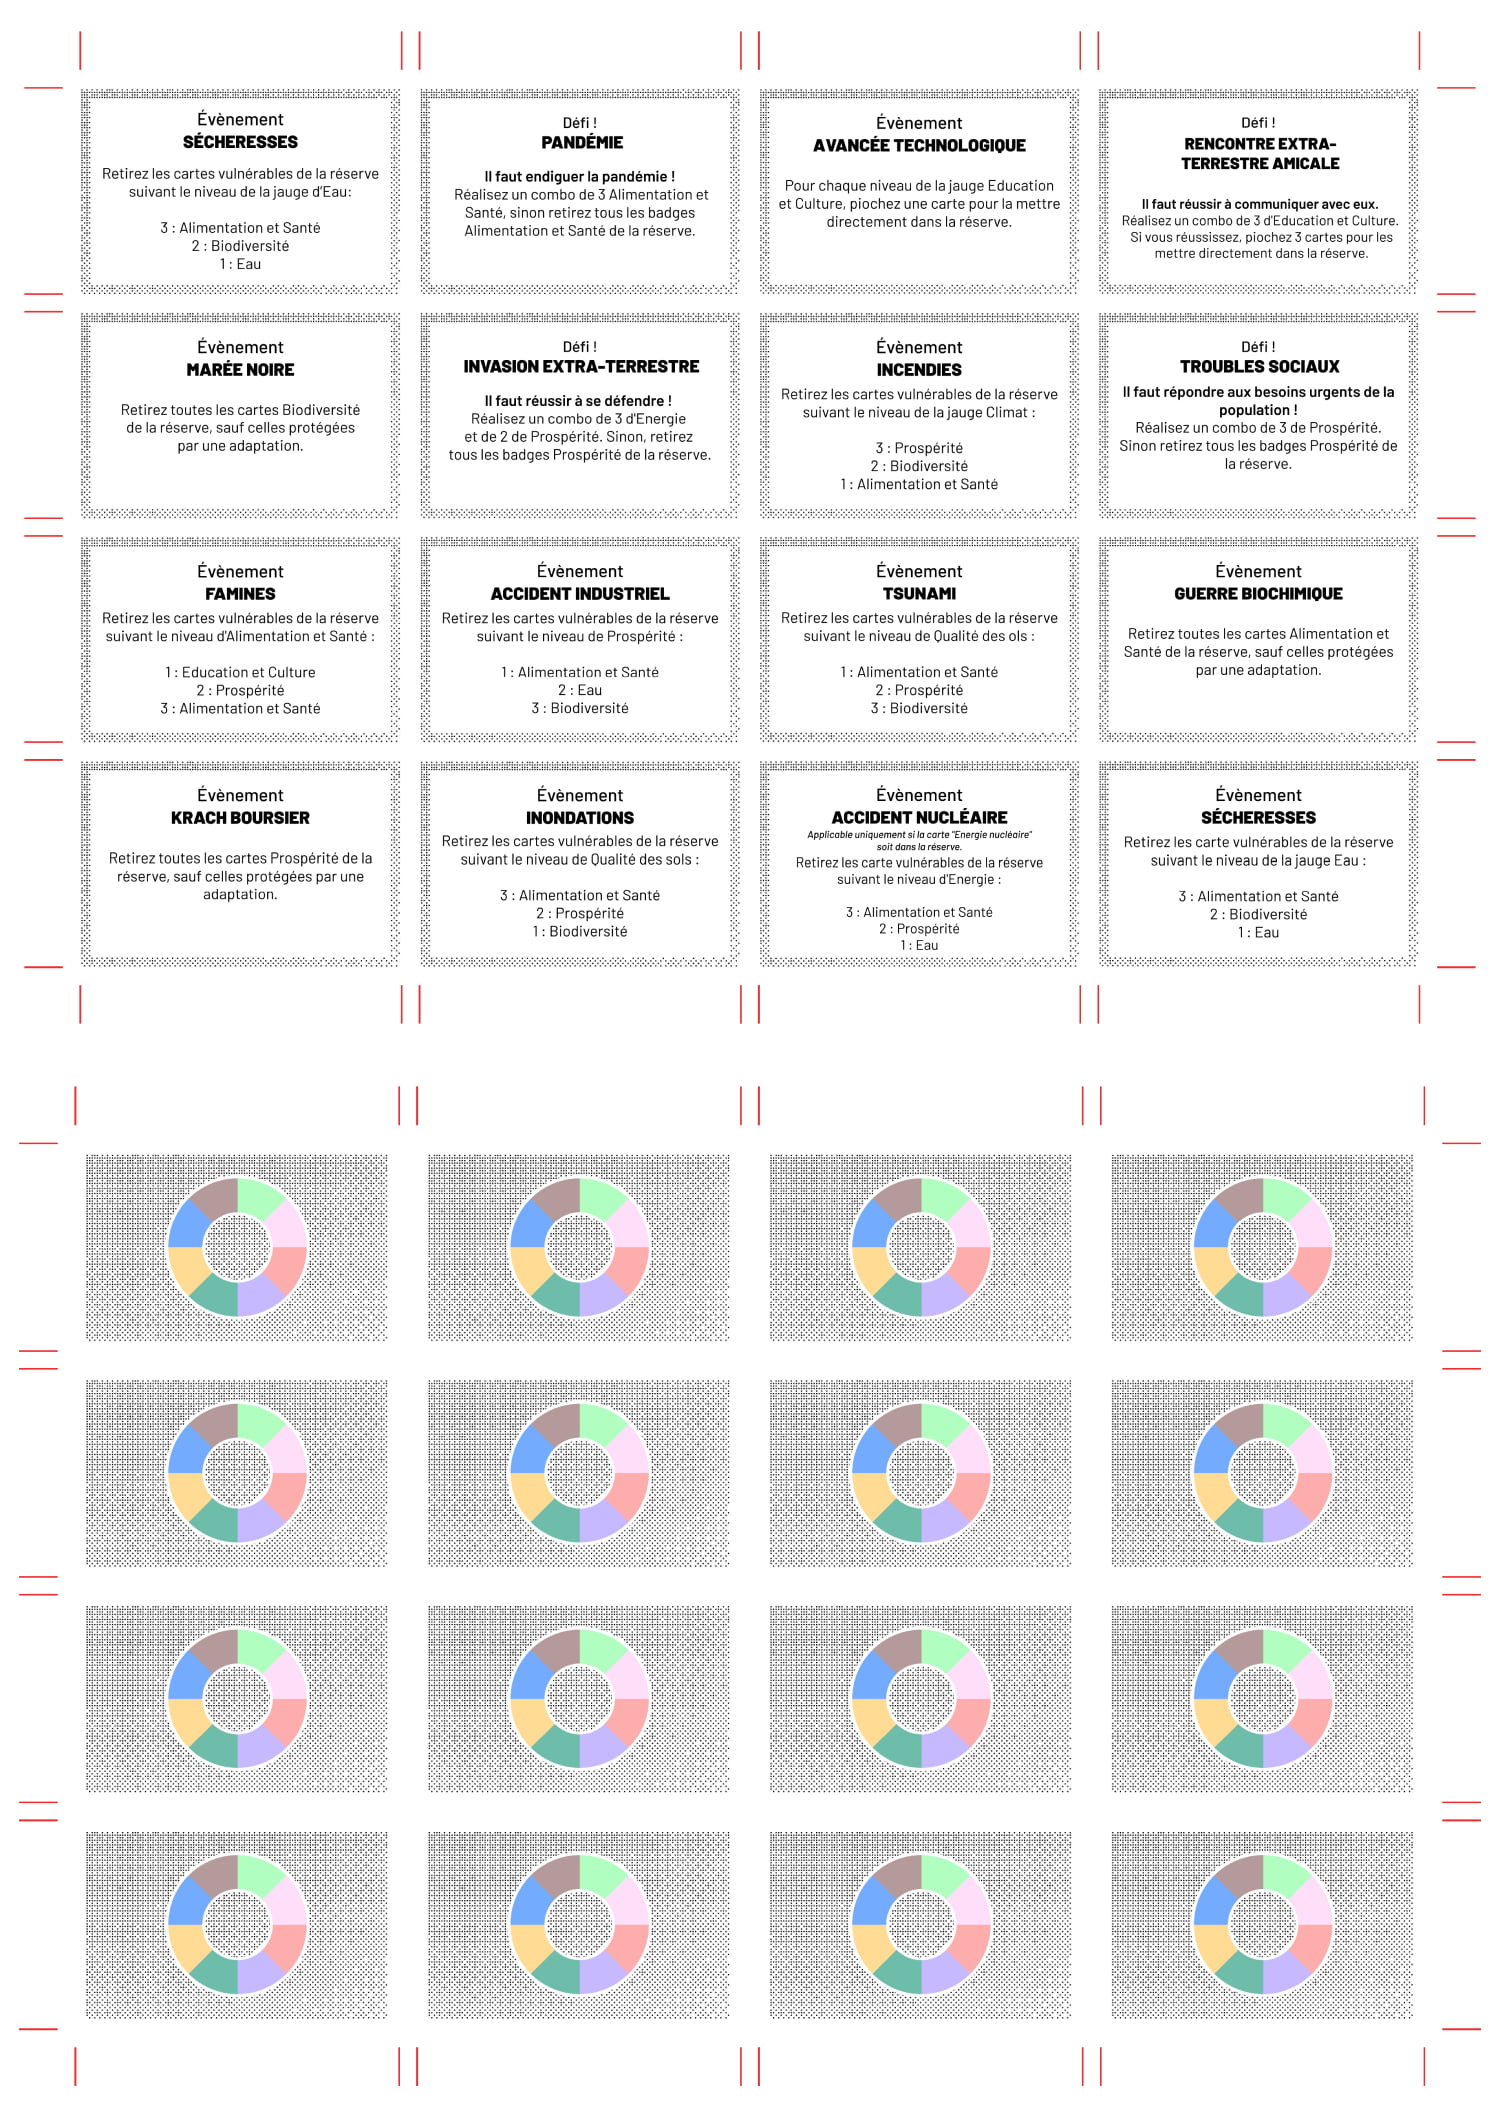 Évènement
SÉCHERESSES
Retirez les cartes vulnérables de la réserve
suivant le niveau de la jauge d'Eau:
3 : Alimentation et Santé
2 : Biodiversité
1 : Eau
Défi !
PANDÉMIE
Il faut endiguer la pandémie !
Réalisez un combo de 3 Alimentation et
Santé, sinon retirez tous les badges
Alimentation et Santé de la réserve.
Évènement
AVANCÉE TECHNOLOGIQUE
Pour chaque niveau de la jauge Education
et Culture, piochez une carte pour la mettre
directement dans la réserve.
Défi !
RENCONTRE EXTRA-
TERRESTRE AMICALE
Il faut réussir à communiquer avec eux.
Réalisez un combo de 3 d'Education et Culture.
Si vous réussissez, piochez 3 cartes pour les
mettre directement dans la réserve.
Évènement
MARÉE NOIRE
Retirez toutes les cartes Biodiversité
de la réserve, sauf celles protégées
par une adaptation.
Défi !
INVASION EXTRA-TERRESTRE
Il faut réussir à se défendre !
Réalisez un combo de 3 d'Energie
et de 2 de Prospérité. Sinon, retirez
tous les badges Prospérité de la réserve.
Évènement
INCENDIES
Retirez les cartes vulnérables de la réserve
suivant le niveau de la jauge Climat :
3 : Prospérité
2 : Biodiversité
1 : Alimentation et Santé
Défi !
TROUBLES SOCIAUX
Il faut répondre aux besoins urgents de la
population !
Réalisez un combo de 3 de Prospérité.
Sinon retirez tous les badges Prospérité de
la réserve.
Évènement
FAMINES
Retirez les cartes vulnérables de la réserve
suivant le niveau d'Alimentation et Santé :
1 : Education et Culture
2 : Prospérité
3 : Alimentation et Santé
Évènement
ACCIDENT INDUSTRIEL
Retirez les cartes vulnérables de la réserve
suivant le niveau de Prospérité :
1 : Alimentation et Santé
2 : Eau
3 : Biodiversité
Évènement
TSUNAMI
Retirez les cartes vulnérables de la réserve
suivant le niveau de Qualité des ols :
1 : Alimentation et Santé
2 : Prospérité
3 : Biodiversité
Évènement
GUERRE BIOCHIMIQUE
Retirez toutes les cartes Alimentation et
Santé de la réserve, sauf celles protégées
par une adaptation.
Évènement
KRACH BOURSIER
Retirez toutes les cartes Prospérité de la
réserve, sauf celles protégées par une
adaptation.
Évènement
INONDATIONS
Retirez les cartes vulnérables de la réserve
suivant le niveau de Qualité des sols :
3 : Alimentation et Santé
2 : Prospérité
1 : Biodiversité
Évènement
ACCIDENT NUCLÉAIRE
Applicable uniquement si la carte "Energie nucléaire"
soit dans la réserve.
Retirez les carte vulnérables de la réserve
suivant le niveau d'Energie :
3 : Alimentation et Santé
2 : Prospérité
1 : Eau
Évènement
SÉCHERESSES
Retirez les carte vulnérables de la réserve
suivant le niveau de la jauge Eau :
3 : Alimentation et Santé
2 : Biodiversité
1 : Eau